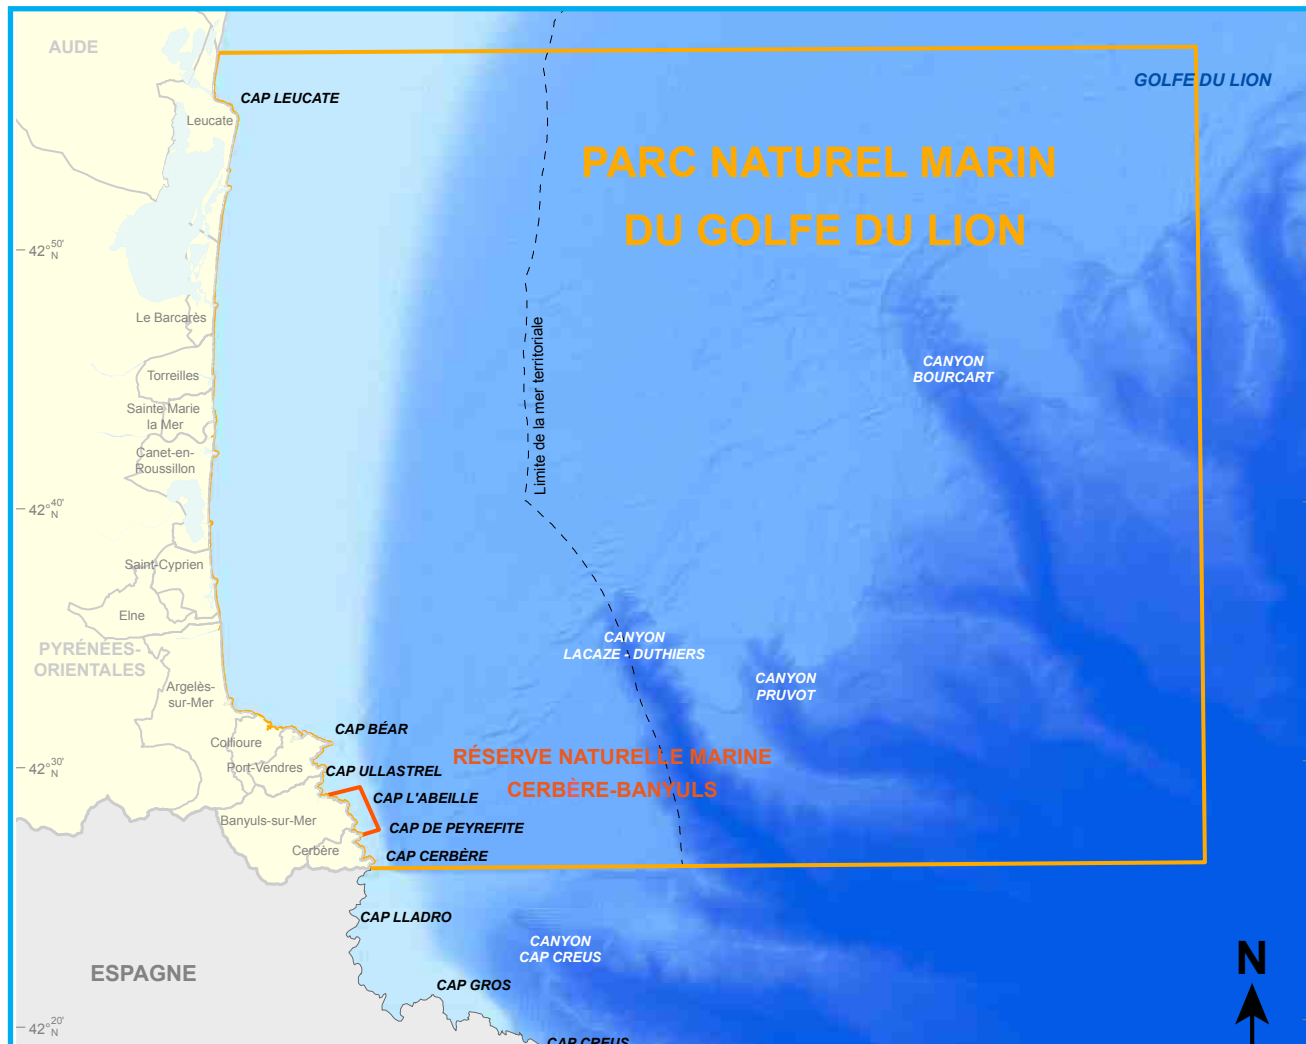 AUDE
CAP LEUCATE
GOLFE DU LION
Leucate
PARC NATUREL MARIN
DU GOLFE DU LION
42°50'
N
Le Barcarès
Limite de la mer territoriale
CANYON
BOURCART
Torreilles
Sainte Marie
la Mer
Canet-en-
Roussillon
42°40'
N
Saint-Cyprien
Elne
CANYON
LACAZE - DUTHIERS
PYRÉNÉES-
ORIENTALES
CANYON
PRUVOT
Argelès-
sur-Mer
CAP BÉAR
Collioure
RÉSERVE NATURELLE MARINE
CERBÈRE-BANYULS
42°30'
N
Port-Vendres
CAP ULLASTREL
CAP L'ABEILLE
Banyuls-sur-Mer
CAP DE PEYREFITE
Cerbère
CAP CERBÈRE
CAP LLADRO
CANYON
CAP CREUS
ESPAGNE
CAP GROS
N
42°20'
N
CAP CREUS